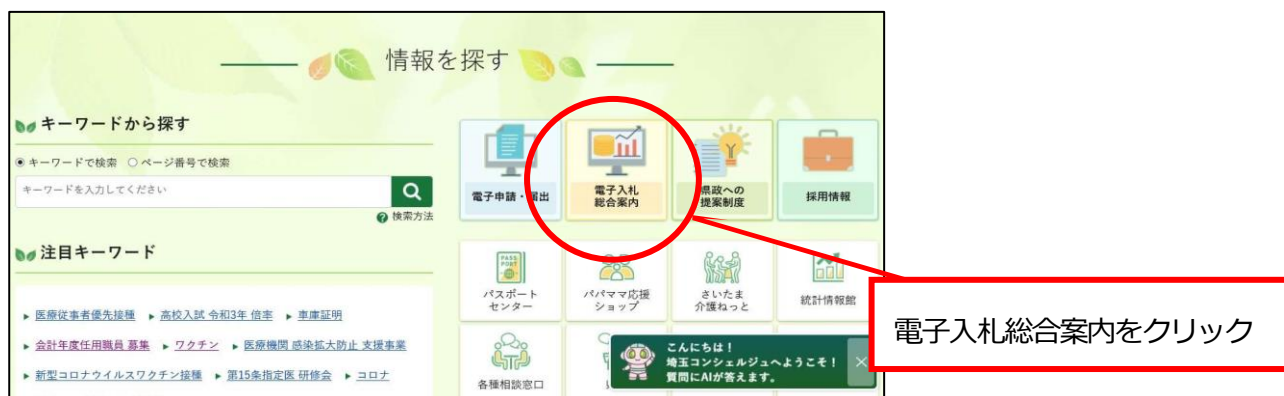 情報を探す
キーワードから探す
キーワードで検索 ページ番号で検索
キーワードを入力してください
検索方法
注目キーワード
医療従事者優先接種 高校入試 令和3年 倍率 車庫証明
会計年度任用職員 募集 ワクチン 医療機関 感染拡大防止 支援事業
新型コロナウイルスワクチン接種 第15条指定医 研修会 コロナ
電子申請・届出
電子入札
総合案内
県政への
提案制度
採用情報
PASS
PORT
パスポート
センター
パパママ応援
ショップ
さいたま
介護ねっと
統計情報館
各種相談窓口
こんにちは！
埼玉コンシェルジュへようこそ！
質問にAIが答えます。
電子入札総合案内をクリック